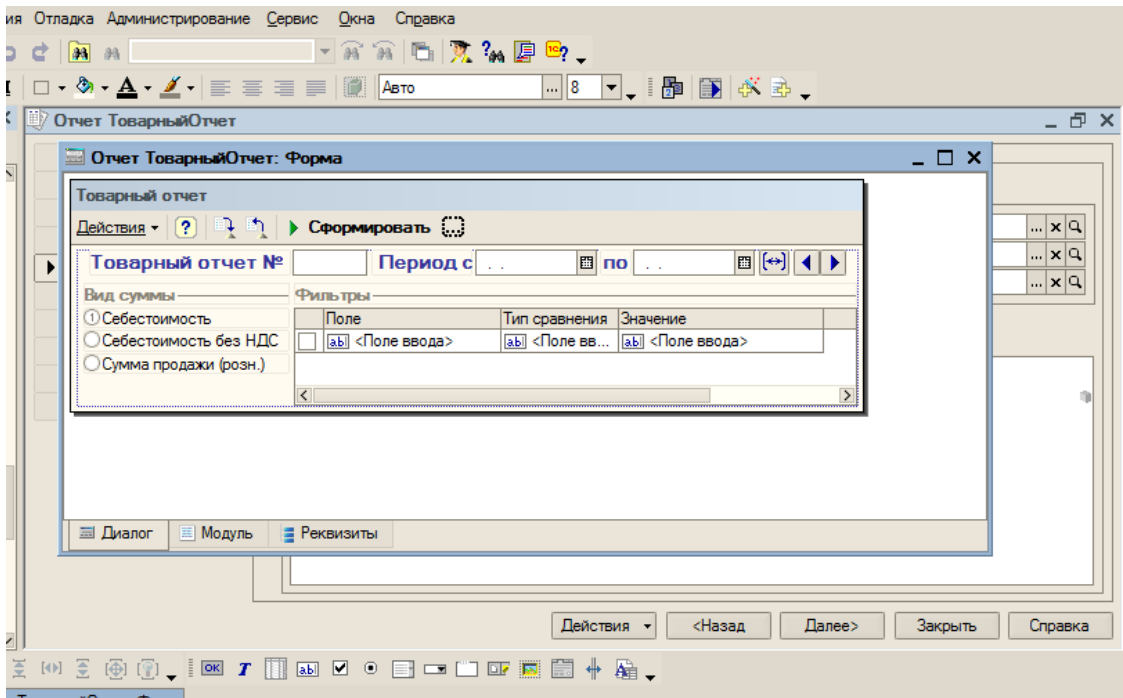 ия Отладка Администрирование Сервис Окна Справка
Авто ... 8
Отчет ТоварныйОтчет
Отчет ТоварныйОтчет: Форма
Товарный отчет
Действия Сформировать
Товарный отчет № Период с . . по . .
Вид суммы Фильтры
Себестоимость Поле Тип сравнения Значение
Себестоимость без НДС <Поле ввода> <Поле вв... <Поле ввода>
Сумма продажи (розн.)
Диалог Модуль Реквизиты
Действия <Назад Далее> Закрыть Справка